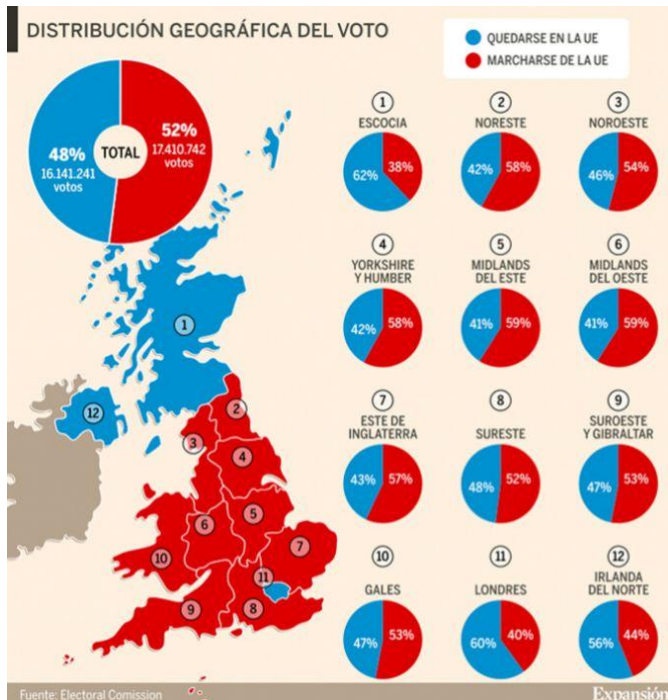 DISTRIBUCIÓN GEOGRÁFICA DEL VOTO
QUEDARSE EN LA UE
MARCHARSE DE LA UE
48%
16.141.241
votos
TOTAL
52%
17.410.742
votos
1
ESCOCIA
62% 38%
2
NORESTE
42% 58%
3
NOROESTE
46% 54%
4
YORKSHIRE
Y HUMBER
42% 58%
5
MIDLANDS
DEL ESTE
41% 59%
6
MIDLANDS
DEL OESTE
41% 59%
7
ESTE DE
INGLATERRA
43% 57%
8
SURESTE
48% 52%
9
SUROESTE
Y GIBRALTAR
47% 53%
10
GALES
47% 53%
11
LONDRES
60% 40%
12
IRLANDA
DEL NORTE
56% 44%
1
12
2
3
4
5
6
7
10
11
9
8
Fuente: Electoral Comission
Expansión